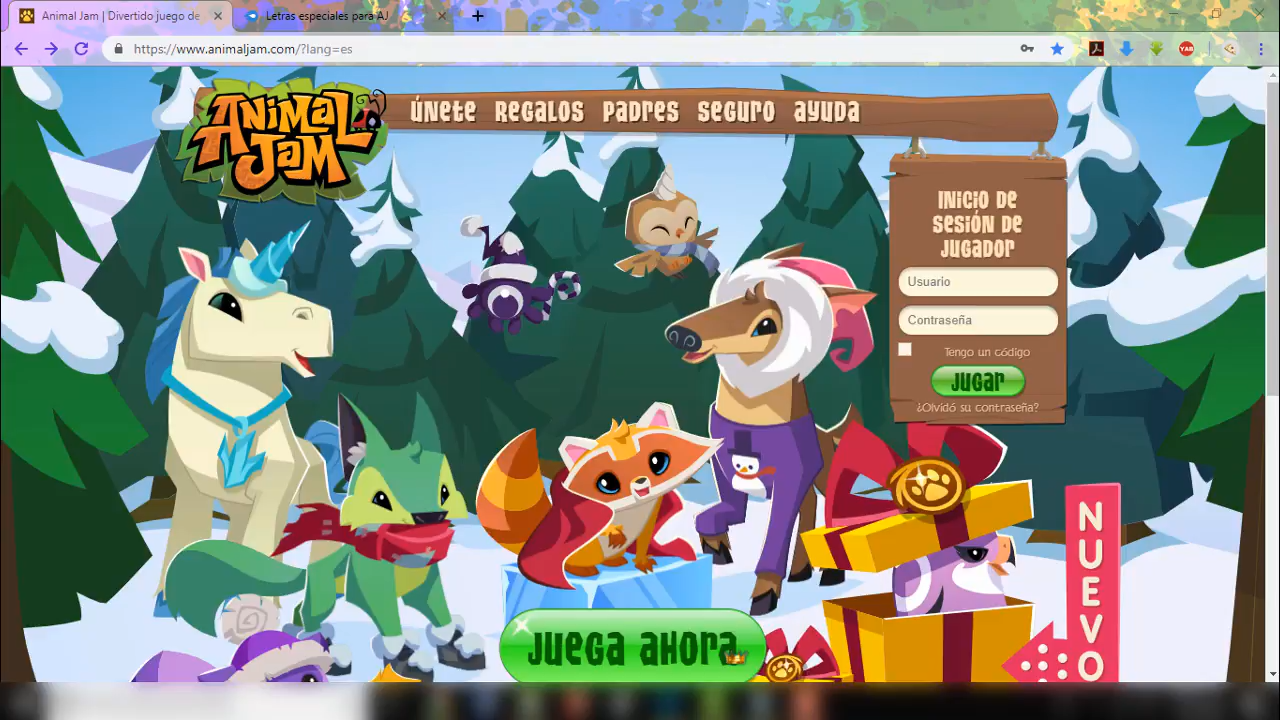 Animal Jam | Divertido juego de
Letras especiales para AJ
https://www.animaljam.com/?lang=es
YAB
ANIMAL
JAM
ÚNETE REGALOS PADRES SEGURO AYUDA
INICIO DE
SESIÓN DE
JUGADOR
Usuario
Contraseña
Tengo un código
JUGAR
¿Olvidó su contraseña?
JUEGA AHORA
NUEVO